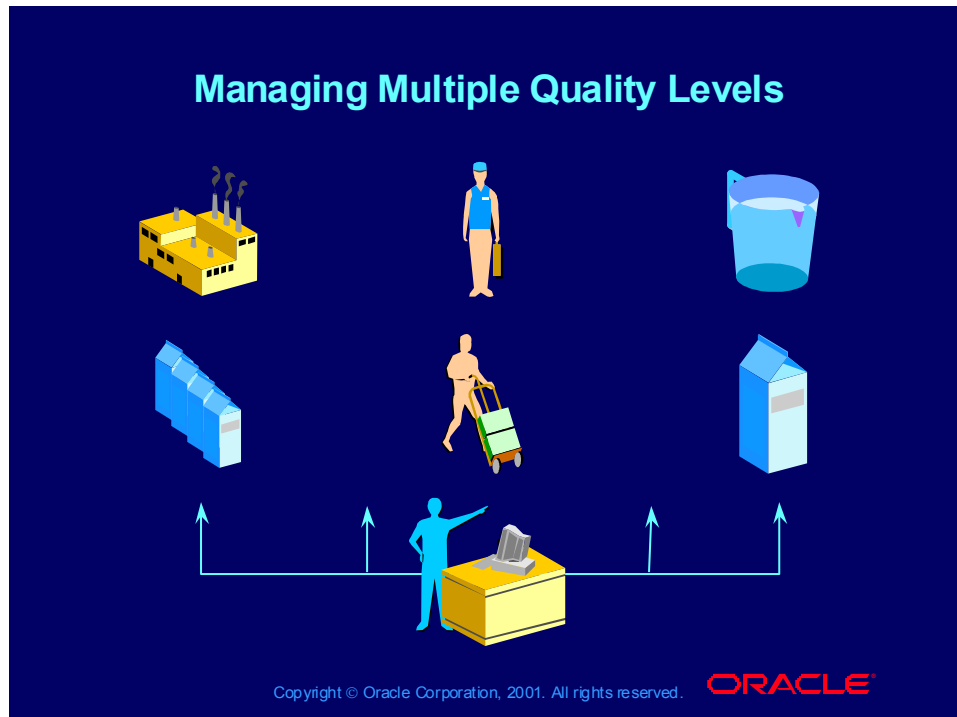 Managing Multiple Quality Levels
Copyright © Oracle Corporation, 2001. All rights reserved.
ORACLE®